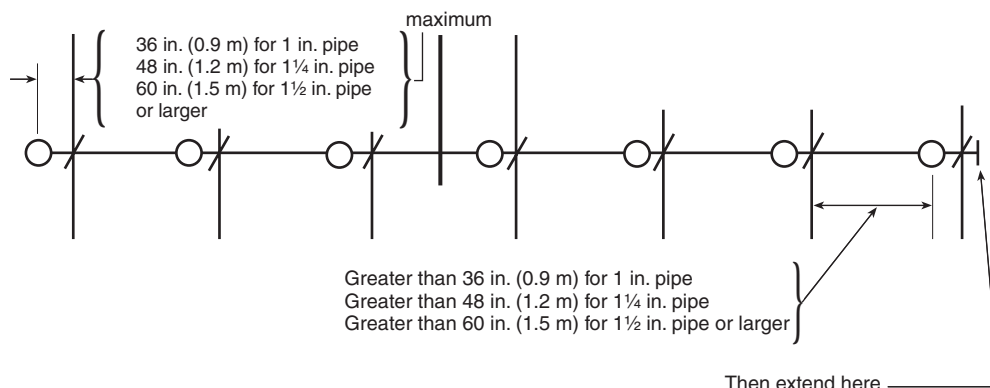 maximum
36 in. (0.9 m) for 1 in. pipe
48 in. (1.2 m) for 1¼ in. pipe
60 in. (1.5 m) for 1½ in. pipe
or larger
Greater than 36 in. (0.9 m) for 1 in. pipe
Greater than 48 in. (1.2 m) for 1¼ in. pipe
Greater than 60 in. (1.5 m) for 1½ in. pipe or larger
Then extend here